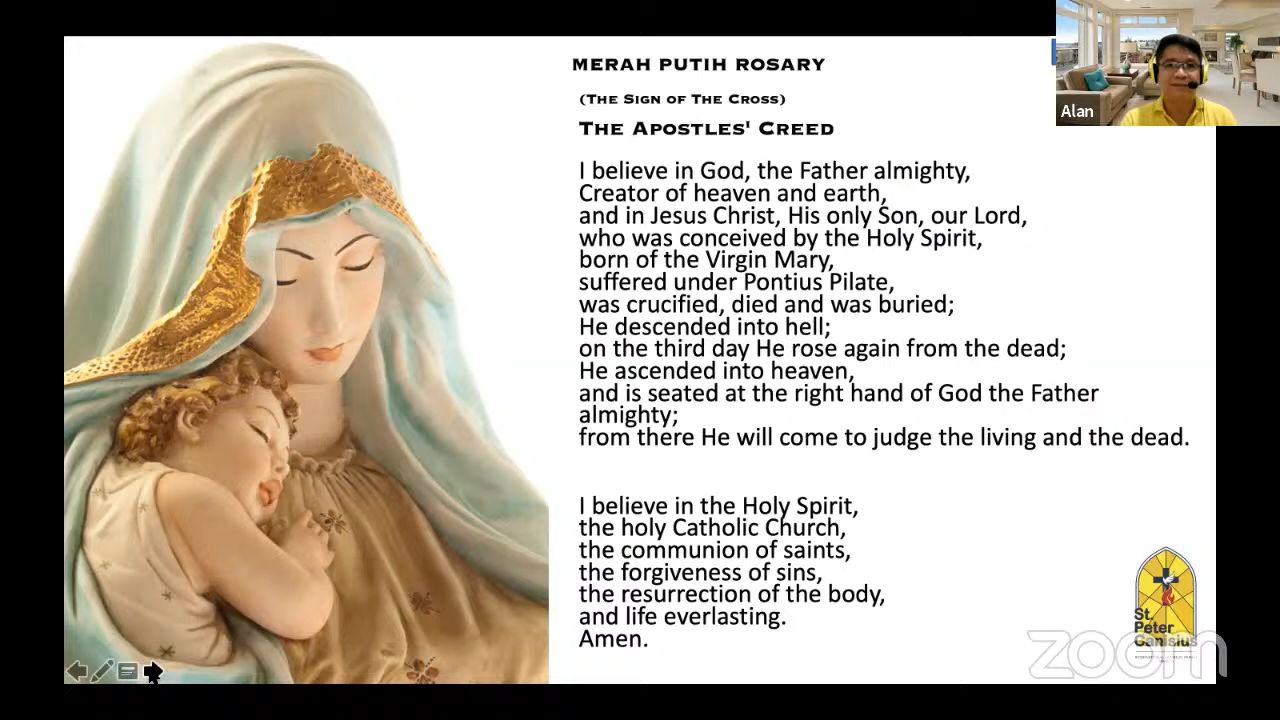 MERAH PUTIH ROSARY
(The Sign of The Cross)
The Apostles' Creed
I believe in God, the Father almighty,
Creator of heaven and earth,
and in Jesus Christ, His only Son, our Lord,
who was conceived by the Holy Spirit,
born of the Virgin Mary,
suffered under Pontius Pilate,
was crucified, died and was buried;
He descended into hell;
on the third day He rose again from the dead;
He ascended into heaven,
and is seated at the right hand of God the Father
almighty;
from there He will come to judge the living and the dead.
I believe in the Holy Spirit,
the holy Catholic Church,
the communion of saints,
the forgiveness of sins,
the resurrection of the body,
and life everlasting.
Amen.
Alan
St.
Peter
Canisius
zoom